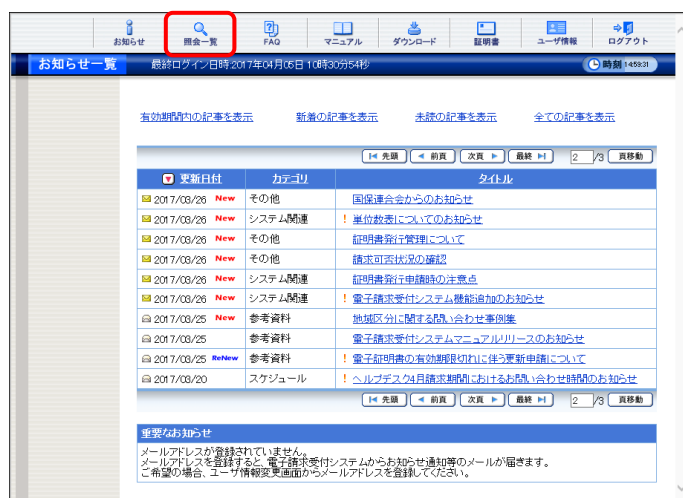 お知らせ 照会一覧 FAQ マニュアル ダウンロード 証明書 ユーザ情報 ログアウト
お知らせ一覧 最終ログイン日時:2017年04月05日 10時30分54秒 時刻 14:59:31
有効期間内の記事を表示 新着の記事を表示 未読の記事を表示 全ての記事を表示
先頭 前頁 次頁 最終 2 /3 頁移動
更新日付 カテゴリ タイトル
2017/03/26 New その他 国保連合会からのお知らせ
2017/03/26 New システム関連 ! 単位数表についてのお知らせ
2017/03/26 New その他 証明書発行管理について
2017/03/26 New その他 請求可否状況の確認
2017/03/26 New システム関連 証明書発行申請時の注意点
2017/03/26 New システム関連 ! 電子請求受付システム機能追加のお知らせ
2017/03/25 New 参考資料 地域区分に関する問い合わせ事例集
2017/03/25 参考資料 電子請求受付システムマニュアルリリースのお知らせ
2017/03/25 ReNew 参考資料 ! 電子証明書の有効期限切れに伴う更新申請について
2017/03/20 スケジュール ! ヘルプデスク4月請求期間におけるお問い合わせ時間のお知らせ
先頭 前頁 次頁 最終 2 /3 頁移動
重要なお知らせ
メールアドレスが登録されていません。
メールアドレスを登録すると、電子請求受付システムからお知らせ通知等のメールが届きます。
ご希望の場合、ユーザ情報変更画面からメールアドレスを登録してください。